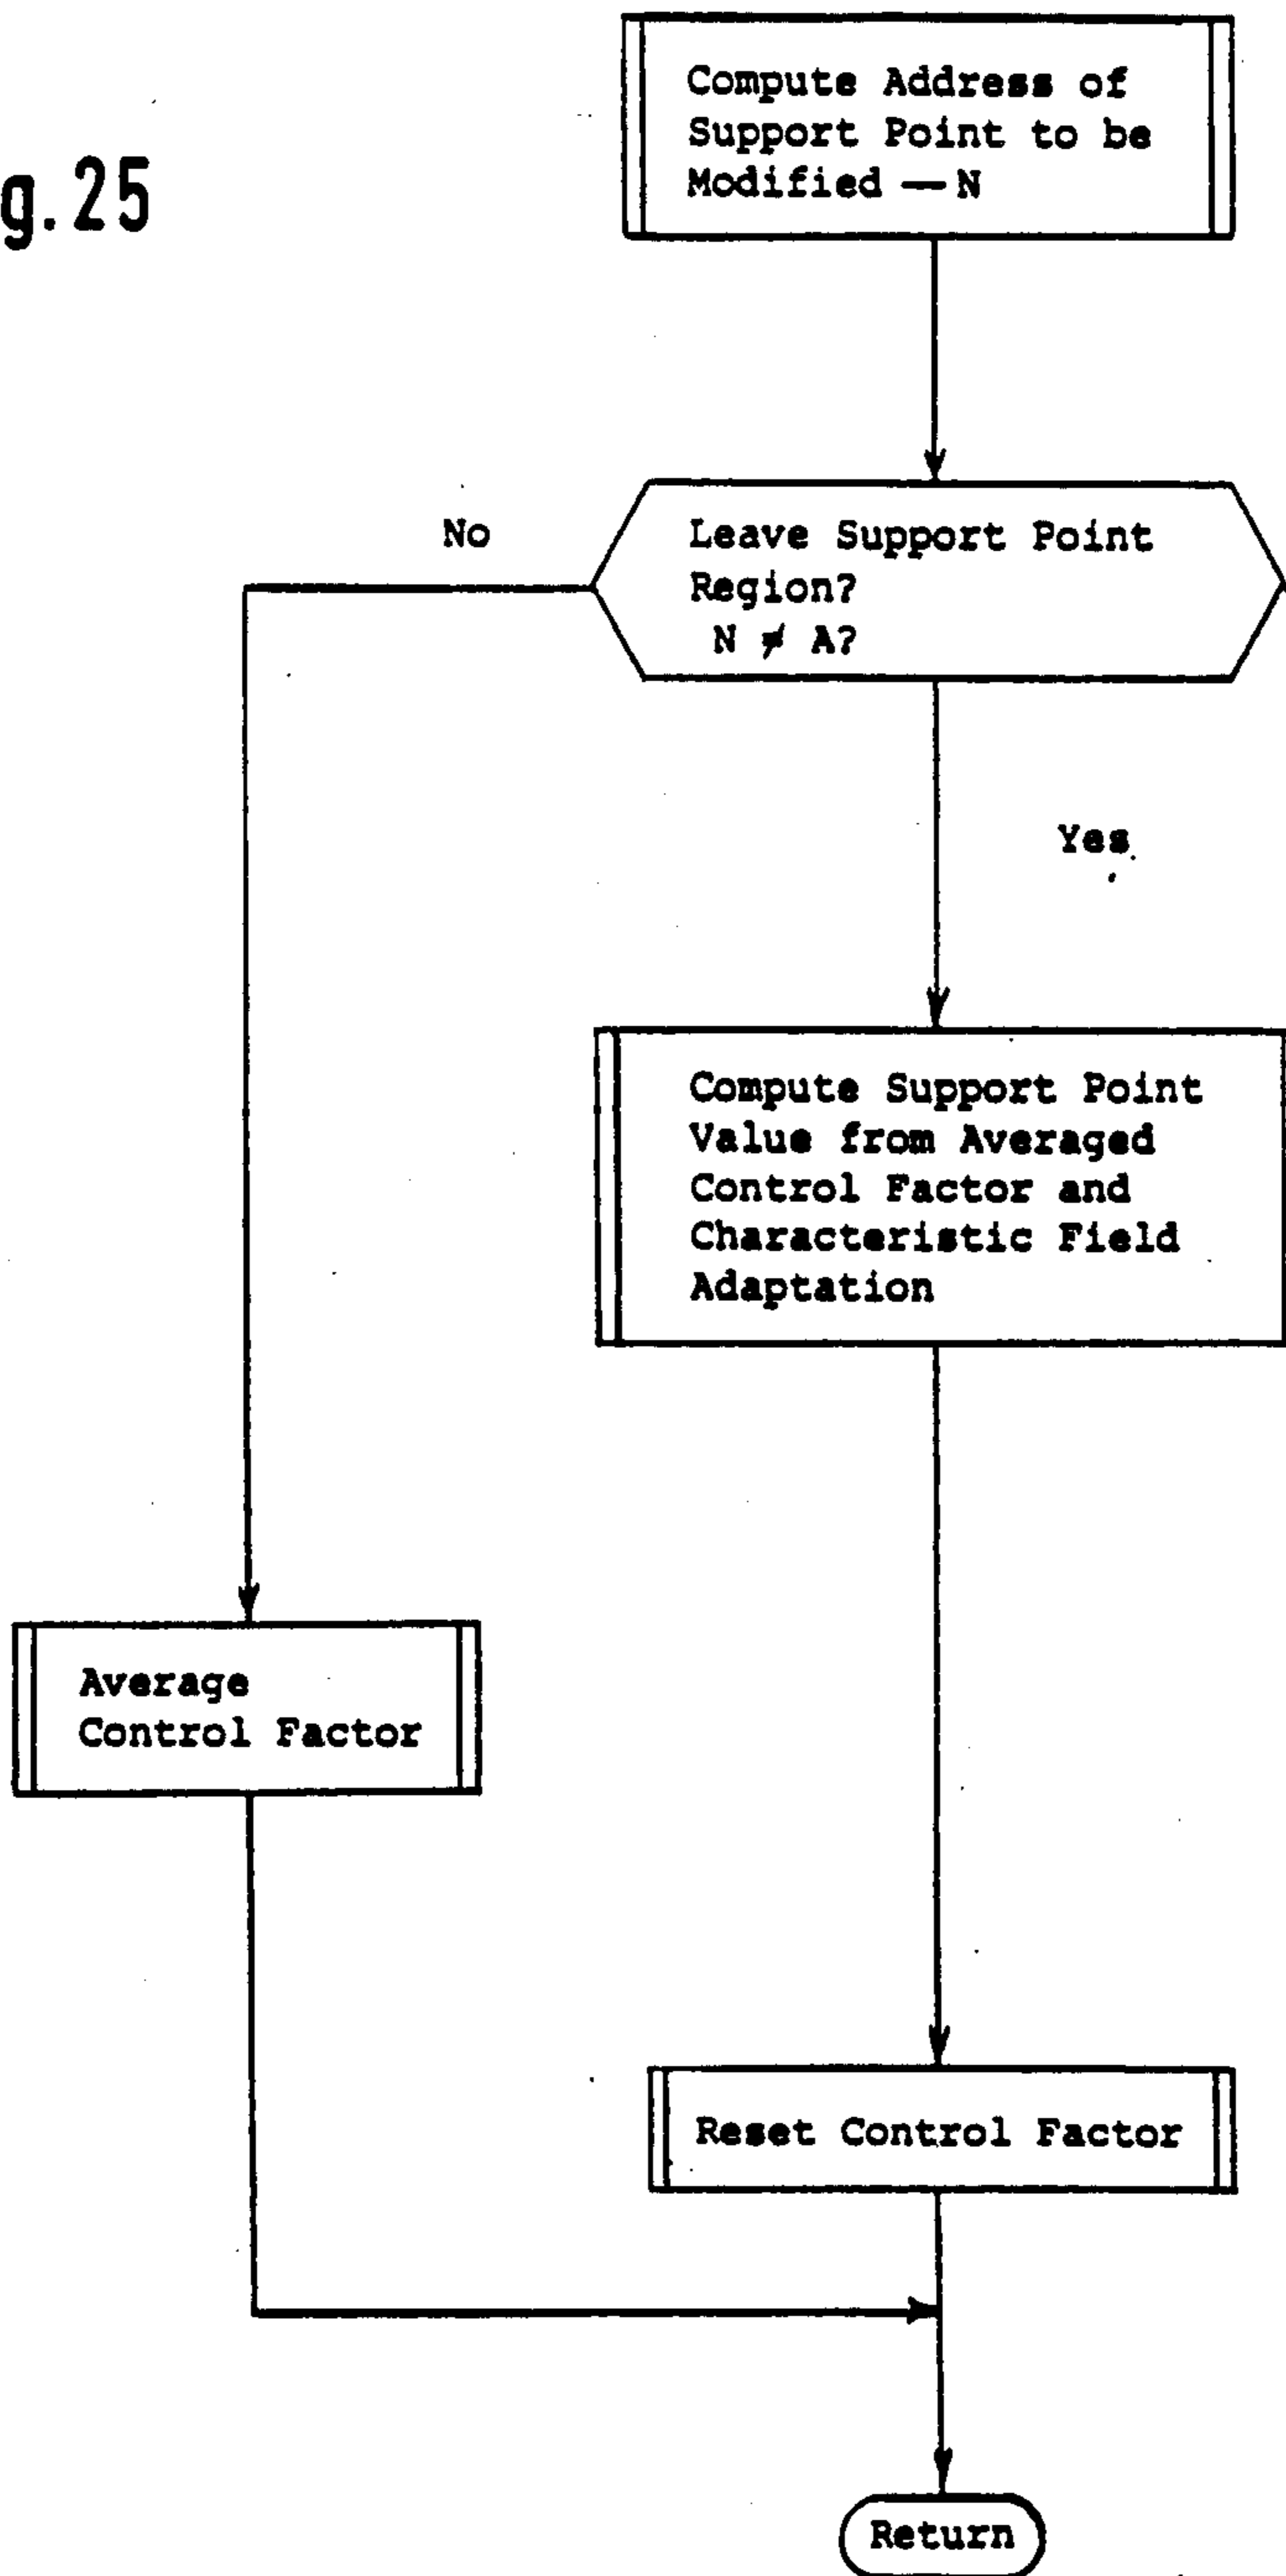 g. 25
Compute Address of
Support Point to be
Modified — N
No
Leave Support Point
Region?
N ≠ A?
Yes
Compute Support Point
Value from Averaged
Control Factor and
Characteristic Field
Adaptation
Average
Control Factor
Reset Control Factor
Return